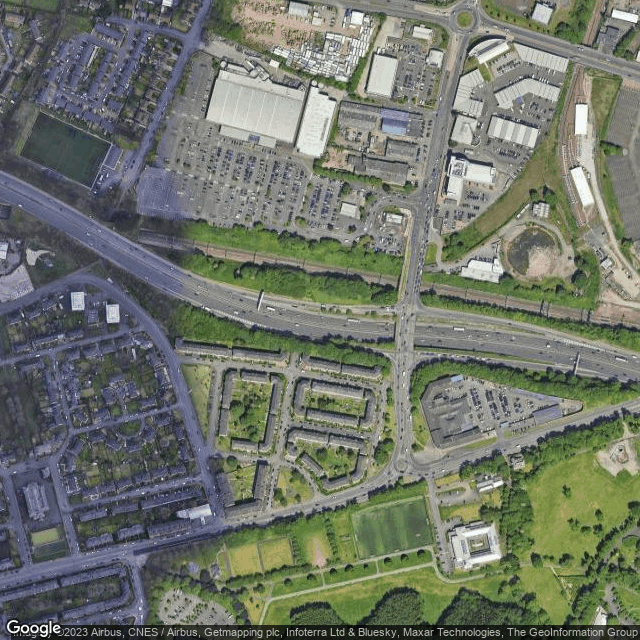 Google ©2023 Airbus, CNES / Airbus, Getmapping plc, Infoterra Ltd & Bluesky, Maxar Technologies, The GeoInformation Group